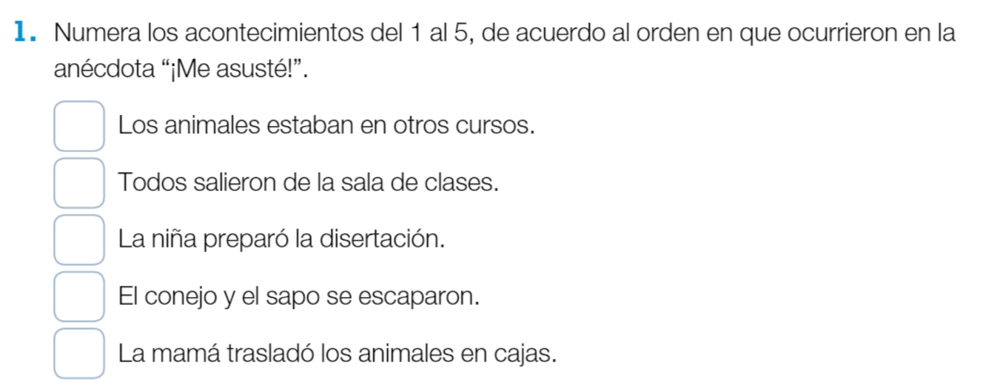 1. Numera los acontecimientos del 1 al 5, de acuerdo al orden en que ocurrieron en la
anécdota “¡Me asusté!”.
Los animales estaban en otros cursos.
Todos salieron de la sala de clases.
La niña preparó la disertación.
El conejo y el sapo se escaparon.
La mamá trasladó los animales en cajas.